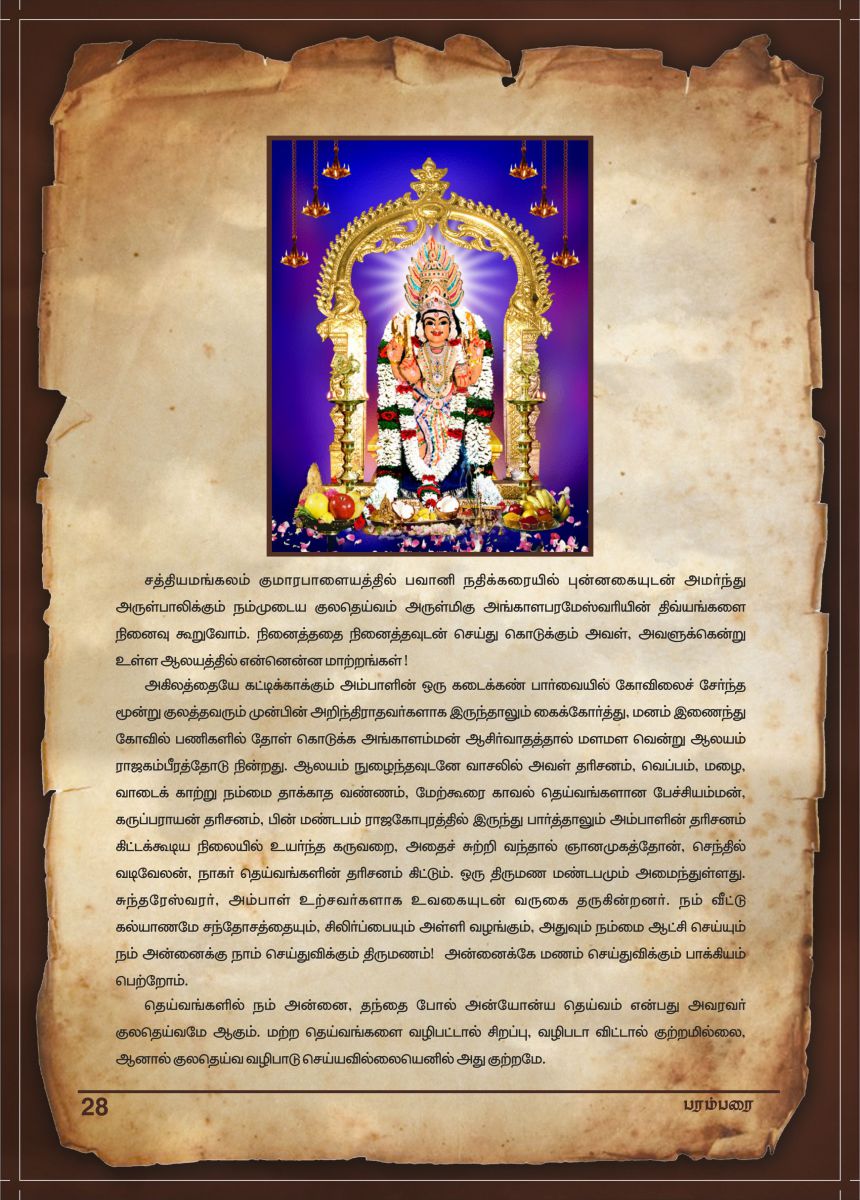 சத்தியமங்கலம் குமாரபாளையத்தில் பவானி நதிக்கரையில் புன்னகையுடன் அமர்ந்து
அருள்பாலிக்கும் நம்முடைய குலதெய்வம் அருள்மிகு அங்காளபரமேஸ்வரியின் திவ்யங்களை
நினைவு கூறுவோம். நினைத்ததை நினைத்தவுடன் செய்து கொடுக்கும் அவள், அவளுக்கென்று
உள்ள ஆலயத்தில் என்னென்ன மாற்றங்கள்!
அகிலத்தையே கட்டிக்காக்கும் அம்பாளின் ஒரு கடைக்கண் பார்வையில் கோவிலைச் சேர்ந்த
மூன்று குலத்தவரும் முன்பின் அறிந்திராதவர்களாக இருந்தாலும் கைக்கோர்த்து, மனம் இணைந்து
கோவில் பணிகளில் தோள் கொடுக்க அங்காளம்மன் ஆசிர்வாதத்தால் மளமள வென்று ஆலயம்
ராஜகம்பீரத்தோடு நின்றது. ஆலயம் நுழைந்தவுடனே வாசலில் அவள் தரிசனம், வெப்பம், மழை,
வாடைக் காற்று நம்மை தாக்காத வண்ணம், மேற்கூரை காவல் தெய்வங்களான பேச்சியம்மன்,
கருப்பராயன் தரிசனம், பின் மண்டபம் ராஜகோபுரத்தில் இருந்து பார்த்தாலும் அம்பாளின் தரிசனம்
கிட்டக்கூடிய நிலையில் உயர்ந்த கருவறை, அதைச் சுற்றி வந்தால் ஞானமுகத்தோன், செந்தில்
வடிவேலன், நாகர் தெய்வங்களின் தரிசனம் கிட்டும். ஒரு திருமண மண்டபமும் அமைந்துள்ளது.
சுந்தரேஸ்வரர், அம்பாள் உற்சவர்களாக உவகையுடன் வருகை தருகின்றனர். நம் வீட்டு
கல்யாணமே சந்தோசத்தையும், சிலிர்ப்பையும் அள்ளி வழங்கும், அதுவும் நம்மை ஆட்சி செய்யும்
நம் அன்னைக்கு நாம் செய்துவிக்கும் திருமணம்! அன்னைக்கே மணம் செய்துவிக்கும் பாக்கியம்
பெற்றோம்.
தெய்வங்களில் நம் அன்னை, தந்தை போல் அன்யோன்ய தெய்வம் என்பது அவரவர்
குலதெய்வமே ஆகும். மற்ற தெய்வங்களை வழிபட்டால் சிறப்பு, வழிபடா விட்டால் குற்றமில்லை,
ஆனால் குலதெய்வ வழிபாடு செய்யவில்லையெனில் அது குற்றமே.
28
பரம்பரை